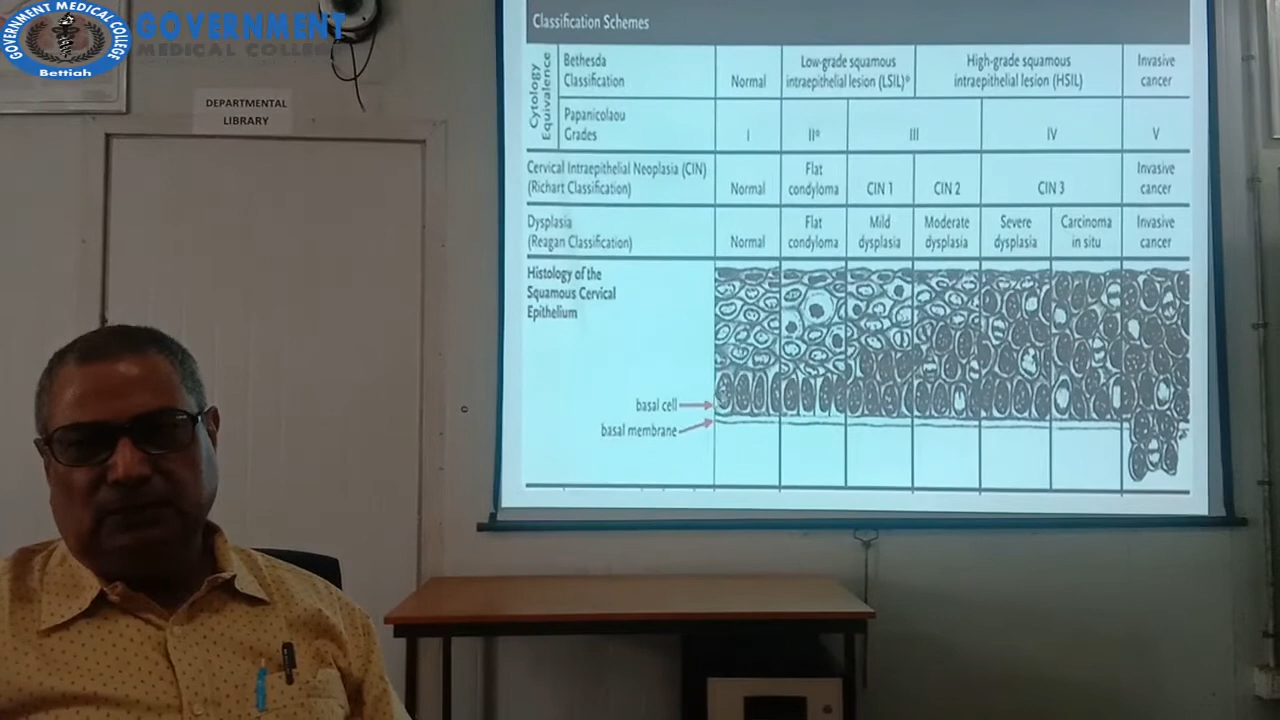 GOVERNMENT MEDICAL COLLEGE
Bettiah
GOVERNMENT
MEDICAL COLLEGE
DEPARTMENTAL
LIBRARY
Classification Schemes
Cytology
Equivalence
Bethesda
Classification
Normal
Low-grade squamous
intraepithelial lesion (LSIL)*
High-grade squamous
intraepithelial lesion (HSIL)
Invasive
cancer
Papanicolaou
Grades
I
II*
III
IV
V
Cervical Intraepithelial Neoplasia (CIN)
(Richart Classification)
Normal
Flat
condyloma
CIN 1
CIN 2
CIN 3
Invasive
cancer
Dysplasia
(Reagan Classification)
Normal
Flat
condyloma
Mild
dysplasia
Moderate
dysplasia
Severe
dysplasia
Carcinoma
in situ
Invasive
cancer
Histology of the
Squamous Cervical
Epithelium
basal cell
basal membrane